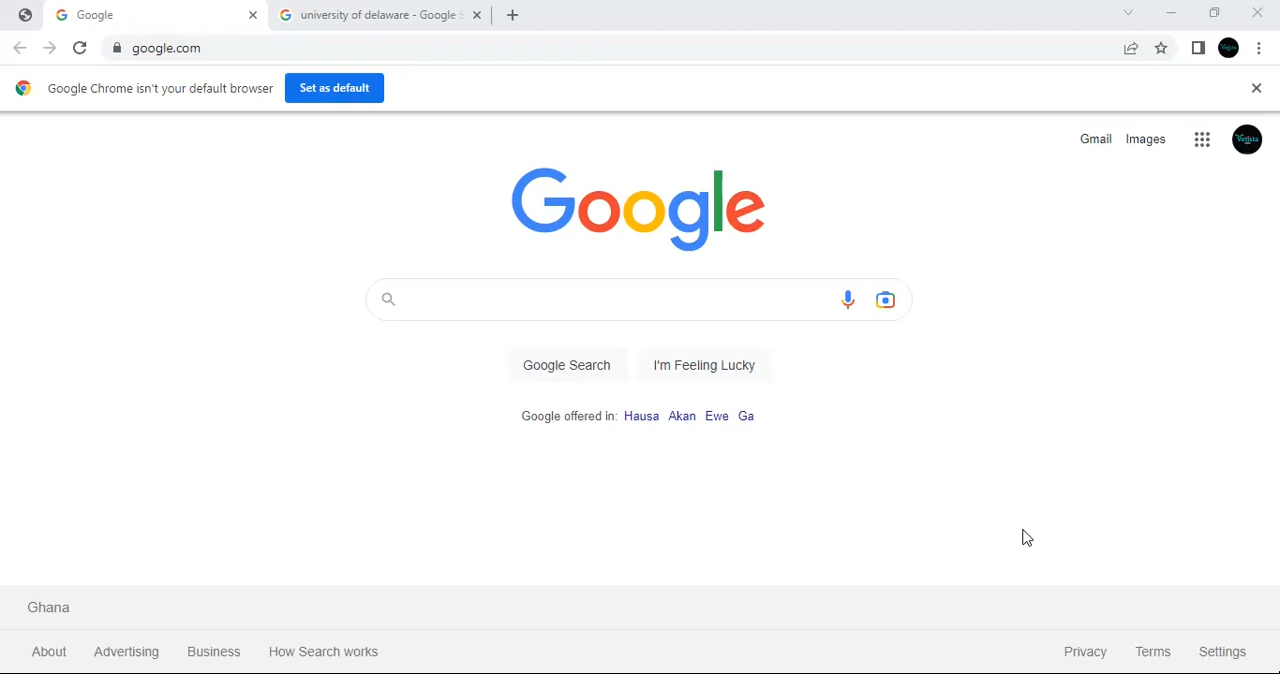 Google
university of delaware - Google
google.com
Google Chrome isn't your default browser
Set as default
Gmail Images
Google
Google Search
I'm Feeling Lucky
Google offered in: Hausa Akan Ewe Ga
Ghana
About Advertising Business How Search works
Privacy Terms Settings